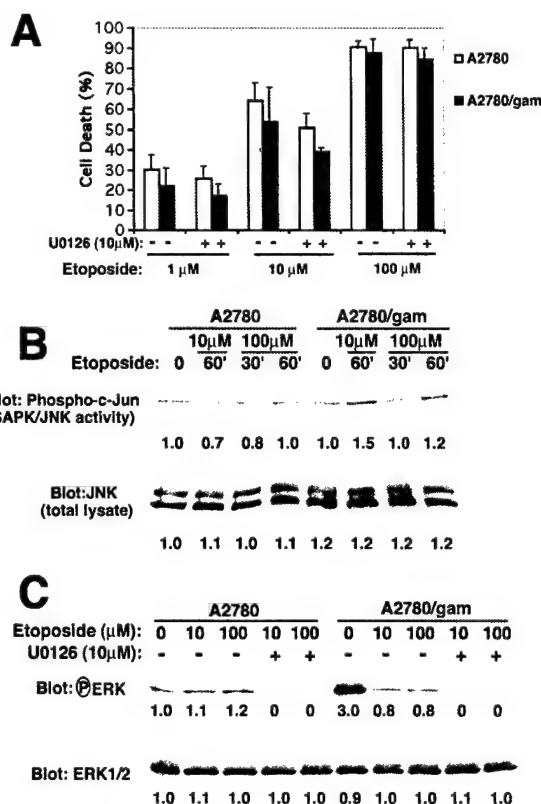 A
Cell Death (%)
100
90
80
70
60
50
40
30
20
10
0
A2780
A2780/gam
U0126 (10μM): - - + + - - + + - - + +
Etoposide: 1 μM 10 μM 100 μM
B
A2780 A2780/gam
10μM 100μM 10μM 100μM
Etoposide: 0 60' 30' 60' 0 60' 30' 60'
Phospho-c-Jun
SAPK/JNK activity)
1.0 0.7 0.8 1.0 1.0 1.5 1.0 1.2
Blot:JNK
(total lysate)
1.0 1.1 1.0 1.1 1.2 1.2 1.2 1.2
C
A2780 A2780/gam
Etoposide (μM): 0 10 100 10 100 0 10 100 10 100
U0126 (10μM): - - - + + - - - + +
Blot: ⓅERK
1.0 1.1 1.2 0 0 3.0 0.8 0.8 0 0
Blot: ERK1/2
1.0 1.1 1.0 1.0 1.0 0.9 1.0 1.0 1.1 1.0